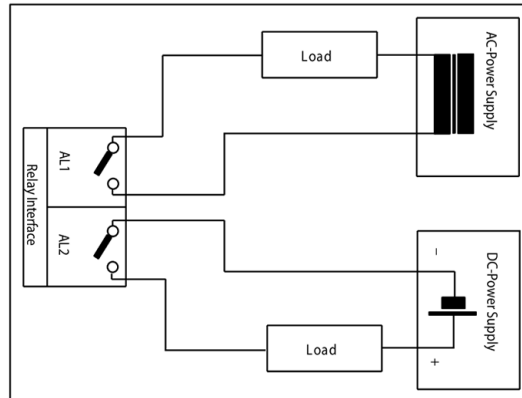 Load
AC-Power Supply
AL1
Relay Interface
AL2
−
DC-Power Supply
+
Load